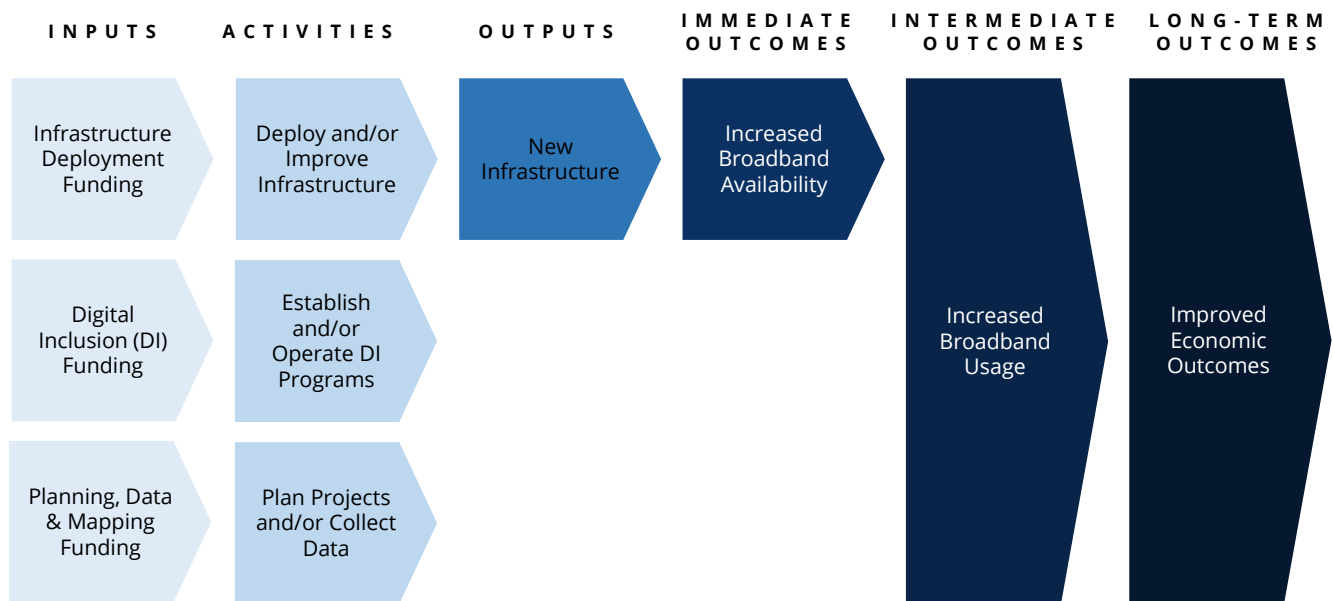 INPUTS
ACTIVITIES
OUTPUTS
IMMEDIATE
OUTCOMES
INTERMEDIATE
OUTCOMES
LONG-TERM
OUTCOMES
Infrastructure
Deployment
Funding
Deploy and/or
Improve
Infrastructure
New
Infrastructure
Increased
Broadband
Availability
Digital
Inclusion (DI)
Funding
Establish
and/or
Operate DI
Programs
Increased
Broadband
Usage
Improved
Economic
Outcomes
Planning, Data
& Mapping
Funding
Plan Projects
and/or Collect
Data